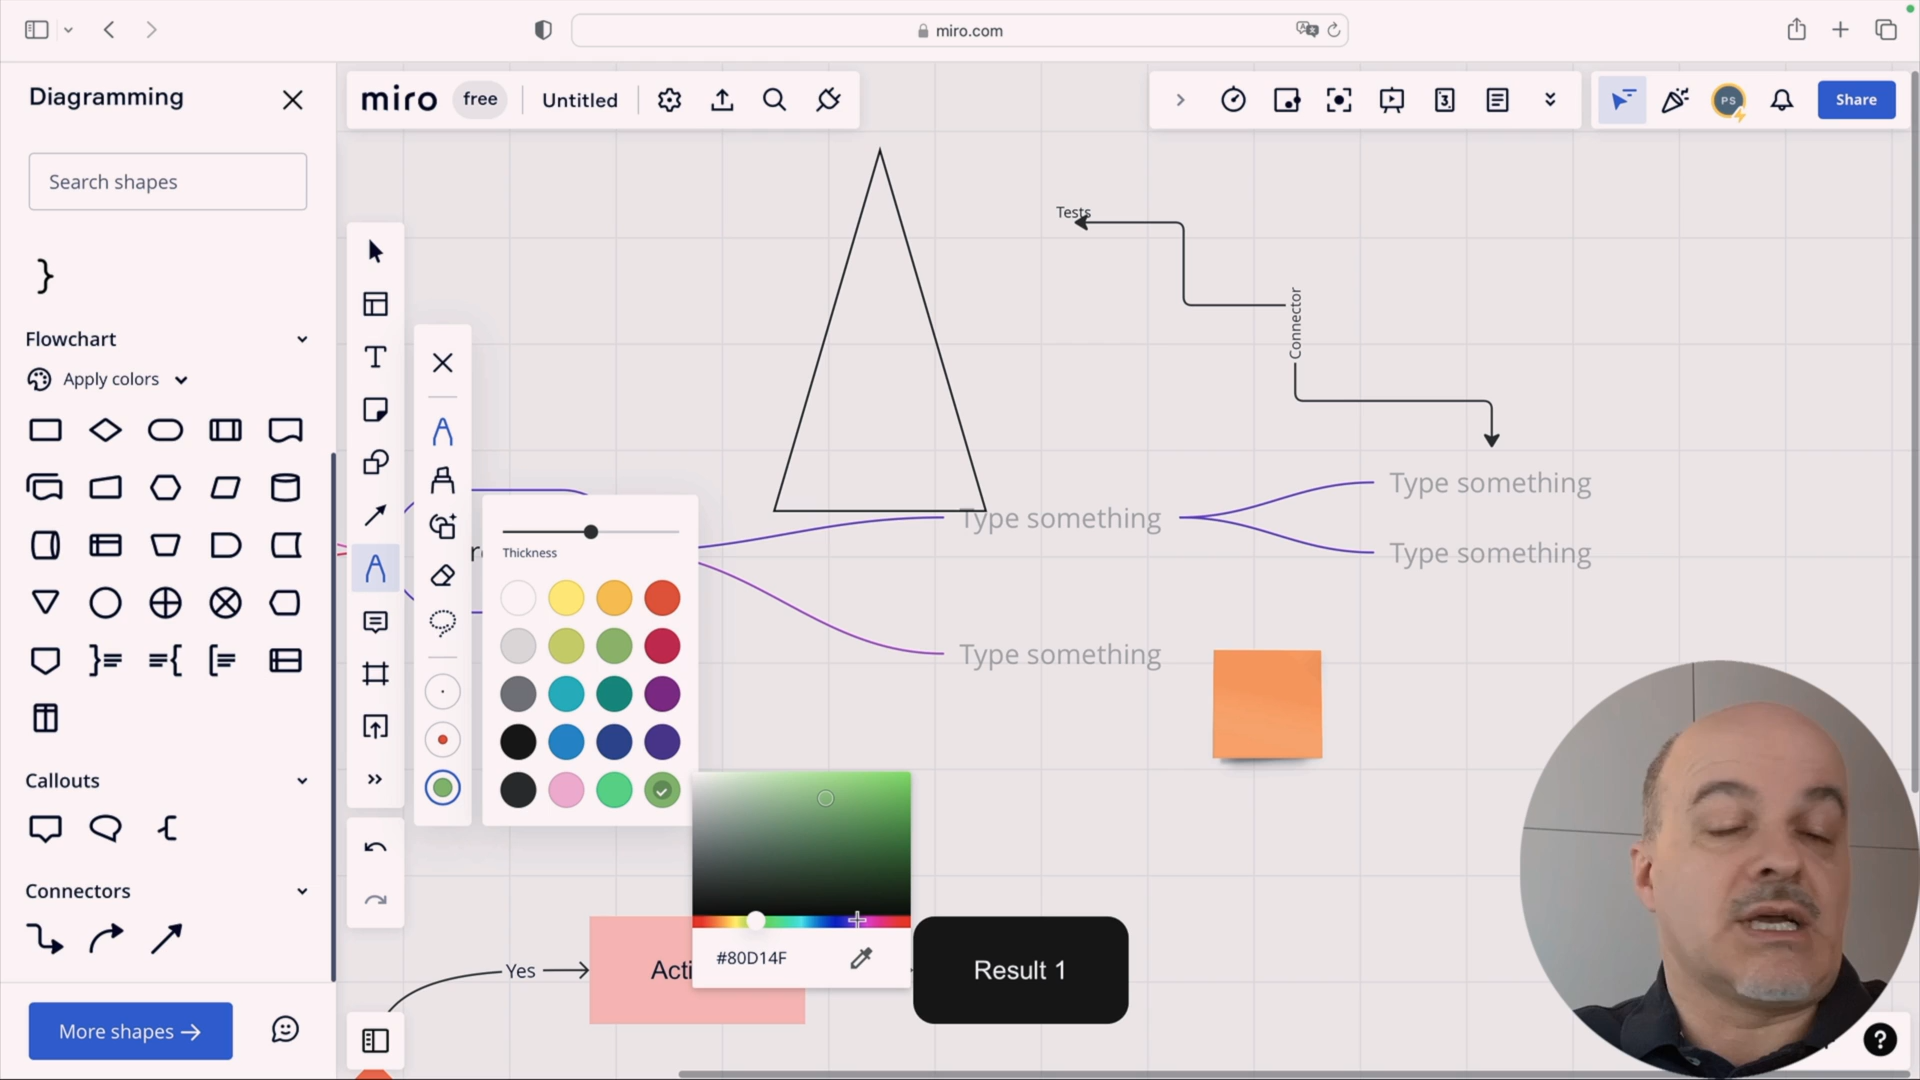 miro.com
Diagramming
miro
free
Untitled
3
PS
Share
Search shapes
Tests
Connector
Flowchart
Apply colors
T
Type something
Type something
Type something
Thickness
Type something
Callouts
Connectors
Yes
Acti
#80D14F
Result 1
More shapes →
?